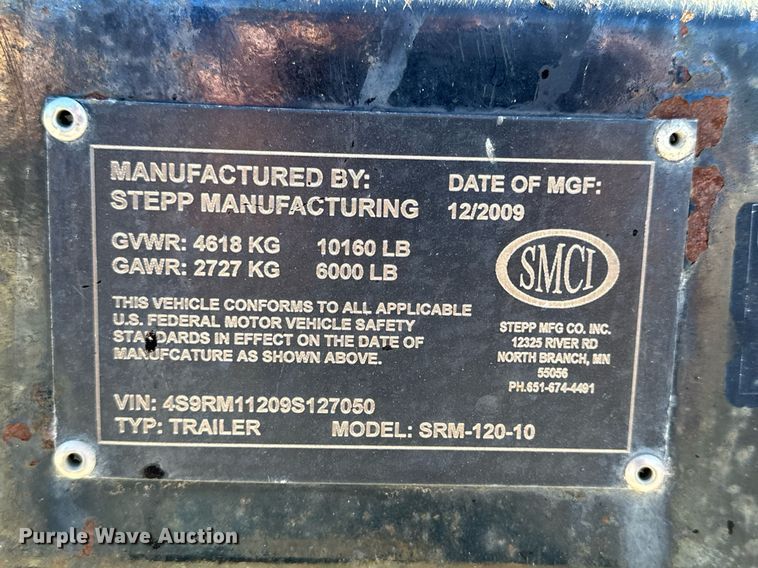 MANUFACTURED BY:
STEPP MANUFACTURING
DATE OF MGF:
12/2009
GVWR: 4618 KG 10160 LB
GAWR: 2727 KG 6000 LB
SMCI
THIS VEHICLE CONFORMS TO ALL APPLICABLE
U.S. FEDERAL MOTOR VEHICLE SAFETY
STANDARDS IN EFFECT ON THE DATE OF
MANUFCATURE AS SHOWN ABOVE.
STEPP MFG CO. INC.
12325 RIVER RD
NORTH BRANCH, MN
55056
PH.651-674-4491
VIN: 4S9RM11209S127050
TYP: TRAILER MODEL: SRM-120-10
Purple Wave Auction